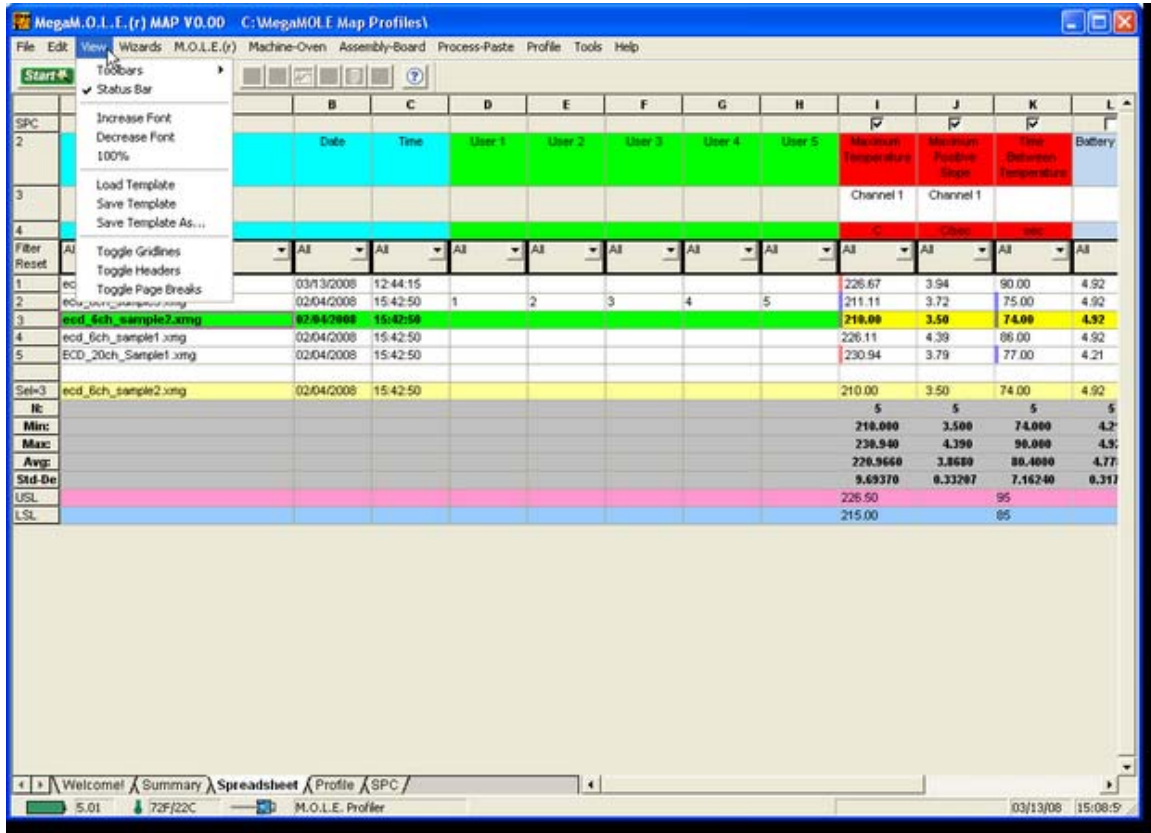 MegaM.O.L.E.(r) MAP V0.00 C:\MegaMOLE Map Profiles\
File Edit View Wizards M.O.L.E.(r) Machine-Oven Assembly-Board Process-Paste Profile Tools Help
Start
Toolbars
Status Bar
Increase Font
Decrease Font
100%
Load Template
Save Template
Save Template As...
Toggle Gridlines
Toggle Headers
Toggle Page Breaks
B C D E F G H I J K L
SPC
2 Date Time User 1 User 2 User 3 User 4 User 5 Maximum Temperature Maximum Positive Slope Time Between Temperature Battery
3 Channel 1 Channel 1
4 C C/sec sec
Filter Reset All All All All All All All All All All All
1 03/13/2008 12:44:15 226.67 3.94 90.00 4.92
2 02/04/2008 15:42:50 1 2 3 4 5 211.11 3.72 75.00 4.92
3 ecd_6ch_sample2.xmg 02/04/2008 15:42:50 210.00 3.50 74.00 4.92
4 ecd_6ch_sample1.xmg 02/04/2008 15:42:50 226.11 4.39 86.00 4.92
5 ECD_20ch_Sample1.xmg 02/04/2008 15:42:50 230.94 3.79 77.00 4.21
Sel=3 ecd_6ch_sample2.xmg 02/04/2008 15:42:50 210.00 3.50 74.00 4.92
N: 5 5 5 5
Min: 210.000 3.500 74.000 4.2
Max: 230.940 4.390 90.000 4.9
Avg: 220.9660 3.8680 80.4000 4.77
Std-De 9.69370 0.33207 7.16240 0.317
USL 226.50 95
LSL 215.00 85
Welcome! Summary Spreadsheet Profile SPC
5.01 72F/22C M.O.L.E. Profiler 03/13/08 15:08:5